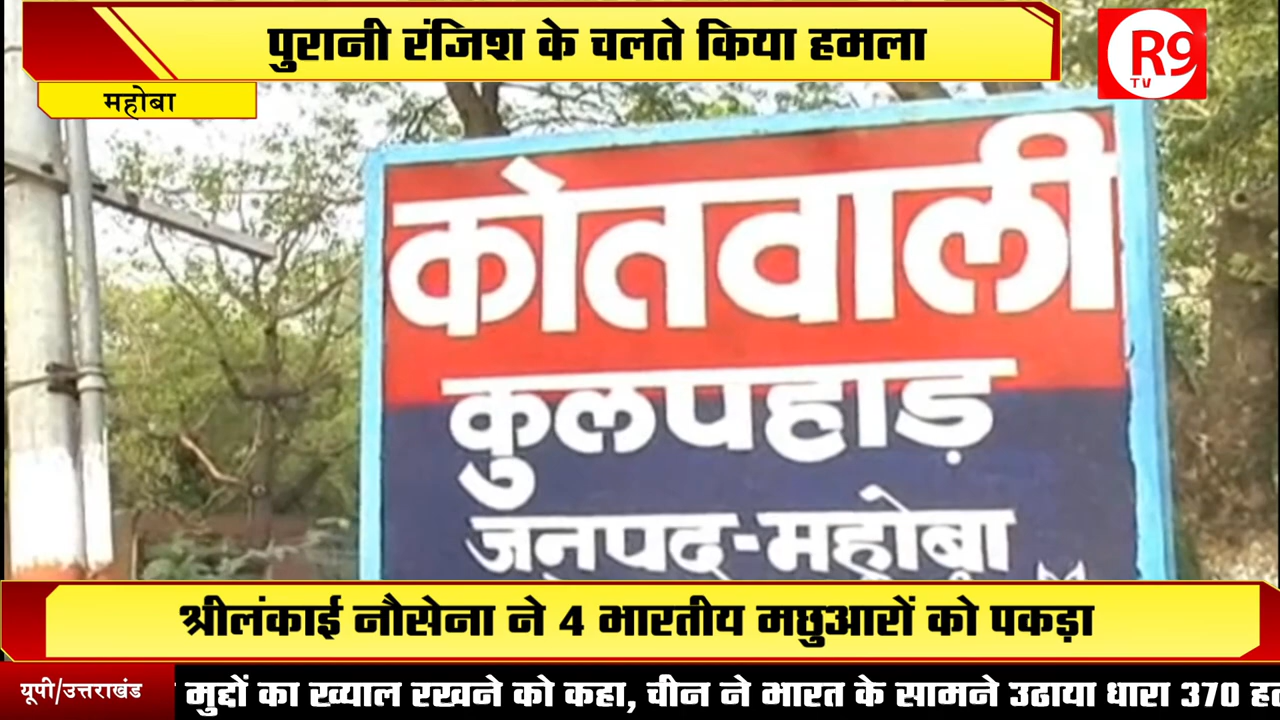 पुरानी रंजिश के चलते किया हमला
R9
TV
महोबा
कोतवाली
कुलपहाड़
जनपद-महोबा
श्रीलंकाई नौसेना ने 4 भारतीय मछुआरों को पकड़ा
यूपी/उत्तराखंड
मुद्दों का ख्याल रखने को कहा, चीन ने भारत के सामने उठाया धारा 370